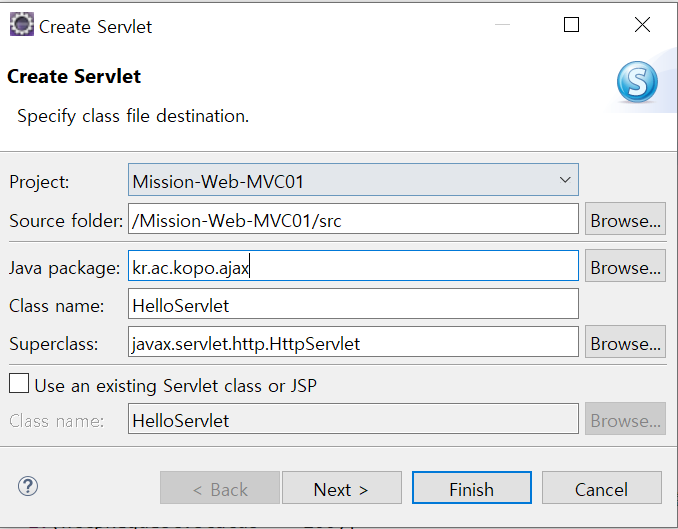 Create Servlet
Create Servlet
Specify class file destination.
Project: Mission-Web-MVC01
Source folder: /Mission-Web-MVC01/src Browse...
Java package: kr.ac.kopo.ajax Browse...
Class name: HelloServlet
Superclass: javax.servlet.http.HttpServlet Browse...
Use an existing Servlet class or JSP
Class name: HelloServlet Browse...
? < Back Next > Finish Cancel